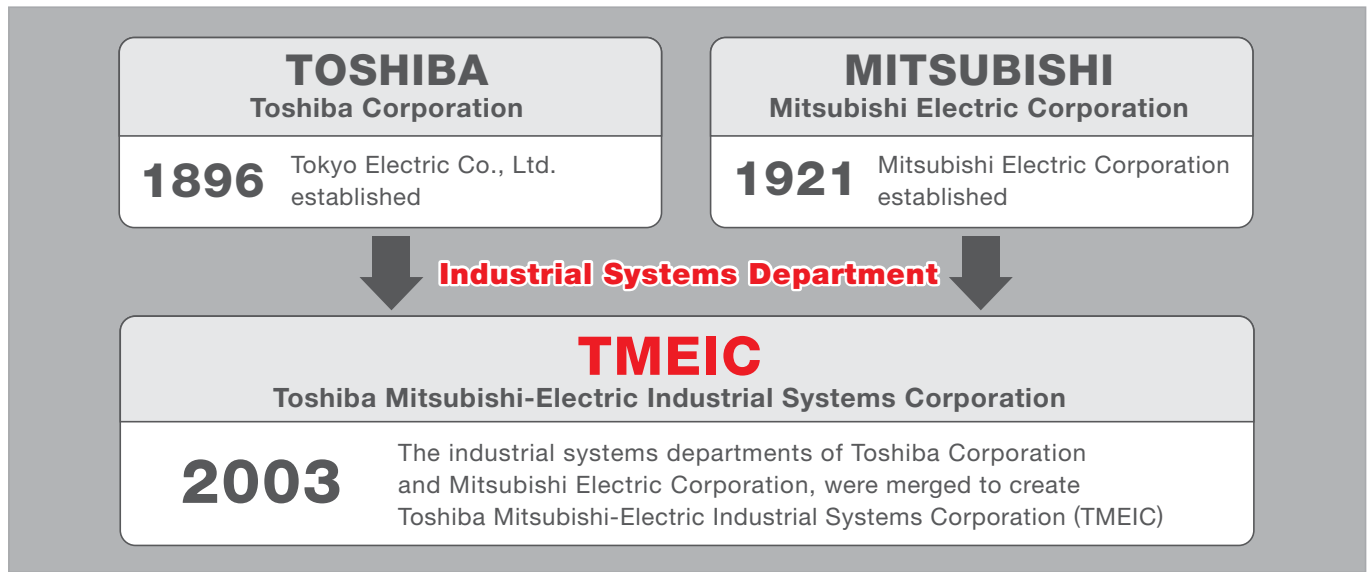 TOSHIBA
Toshiba Corporation
1896
Tokyo Electric Co., Ltd.
established
MITSUBISHI
Mitsubishi Electric Corporation
1921
Mitsubishi Electric Corporation
established
Industrial Systems Department
TMEIC
Toshiba Mitsubishi-Electric Industrial Systems Corporation
2003
The industrial systems departments of Toshiba Corporation
and Mitsubishi Electric Corporation, were merged to create
Toshiba Mitsubishi-Electric Industrial Systems Corporation (TMEIC)